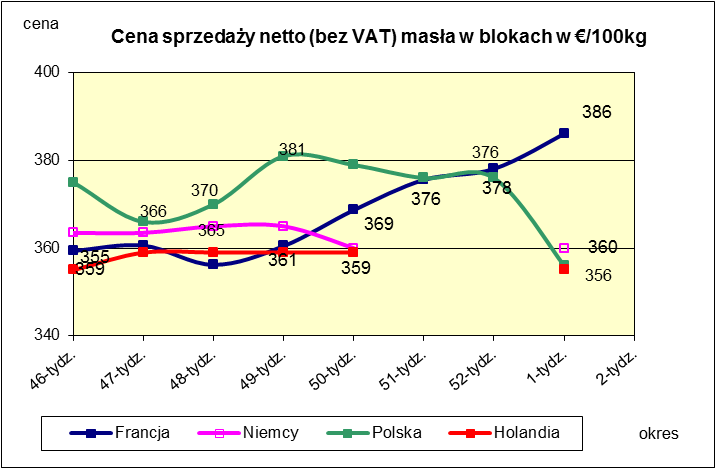 cena
Cena sprzedaży netto (bez VAT) masła w blokach w €/100kg
400
380
360
340
381
376
386
370
366
365
378
376
369
355
359
361
359
360
356
46-tydz.
47-tydz.
48-tydz.
49-tydz.
50-tydz.
51-tydz.
52-tydz.
1-tydz.
2-tydz.
Francja
Niemcy
Polska
Holandia
okres